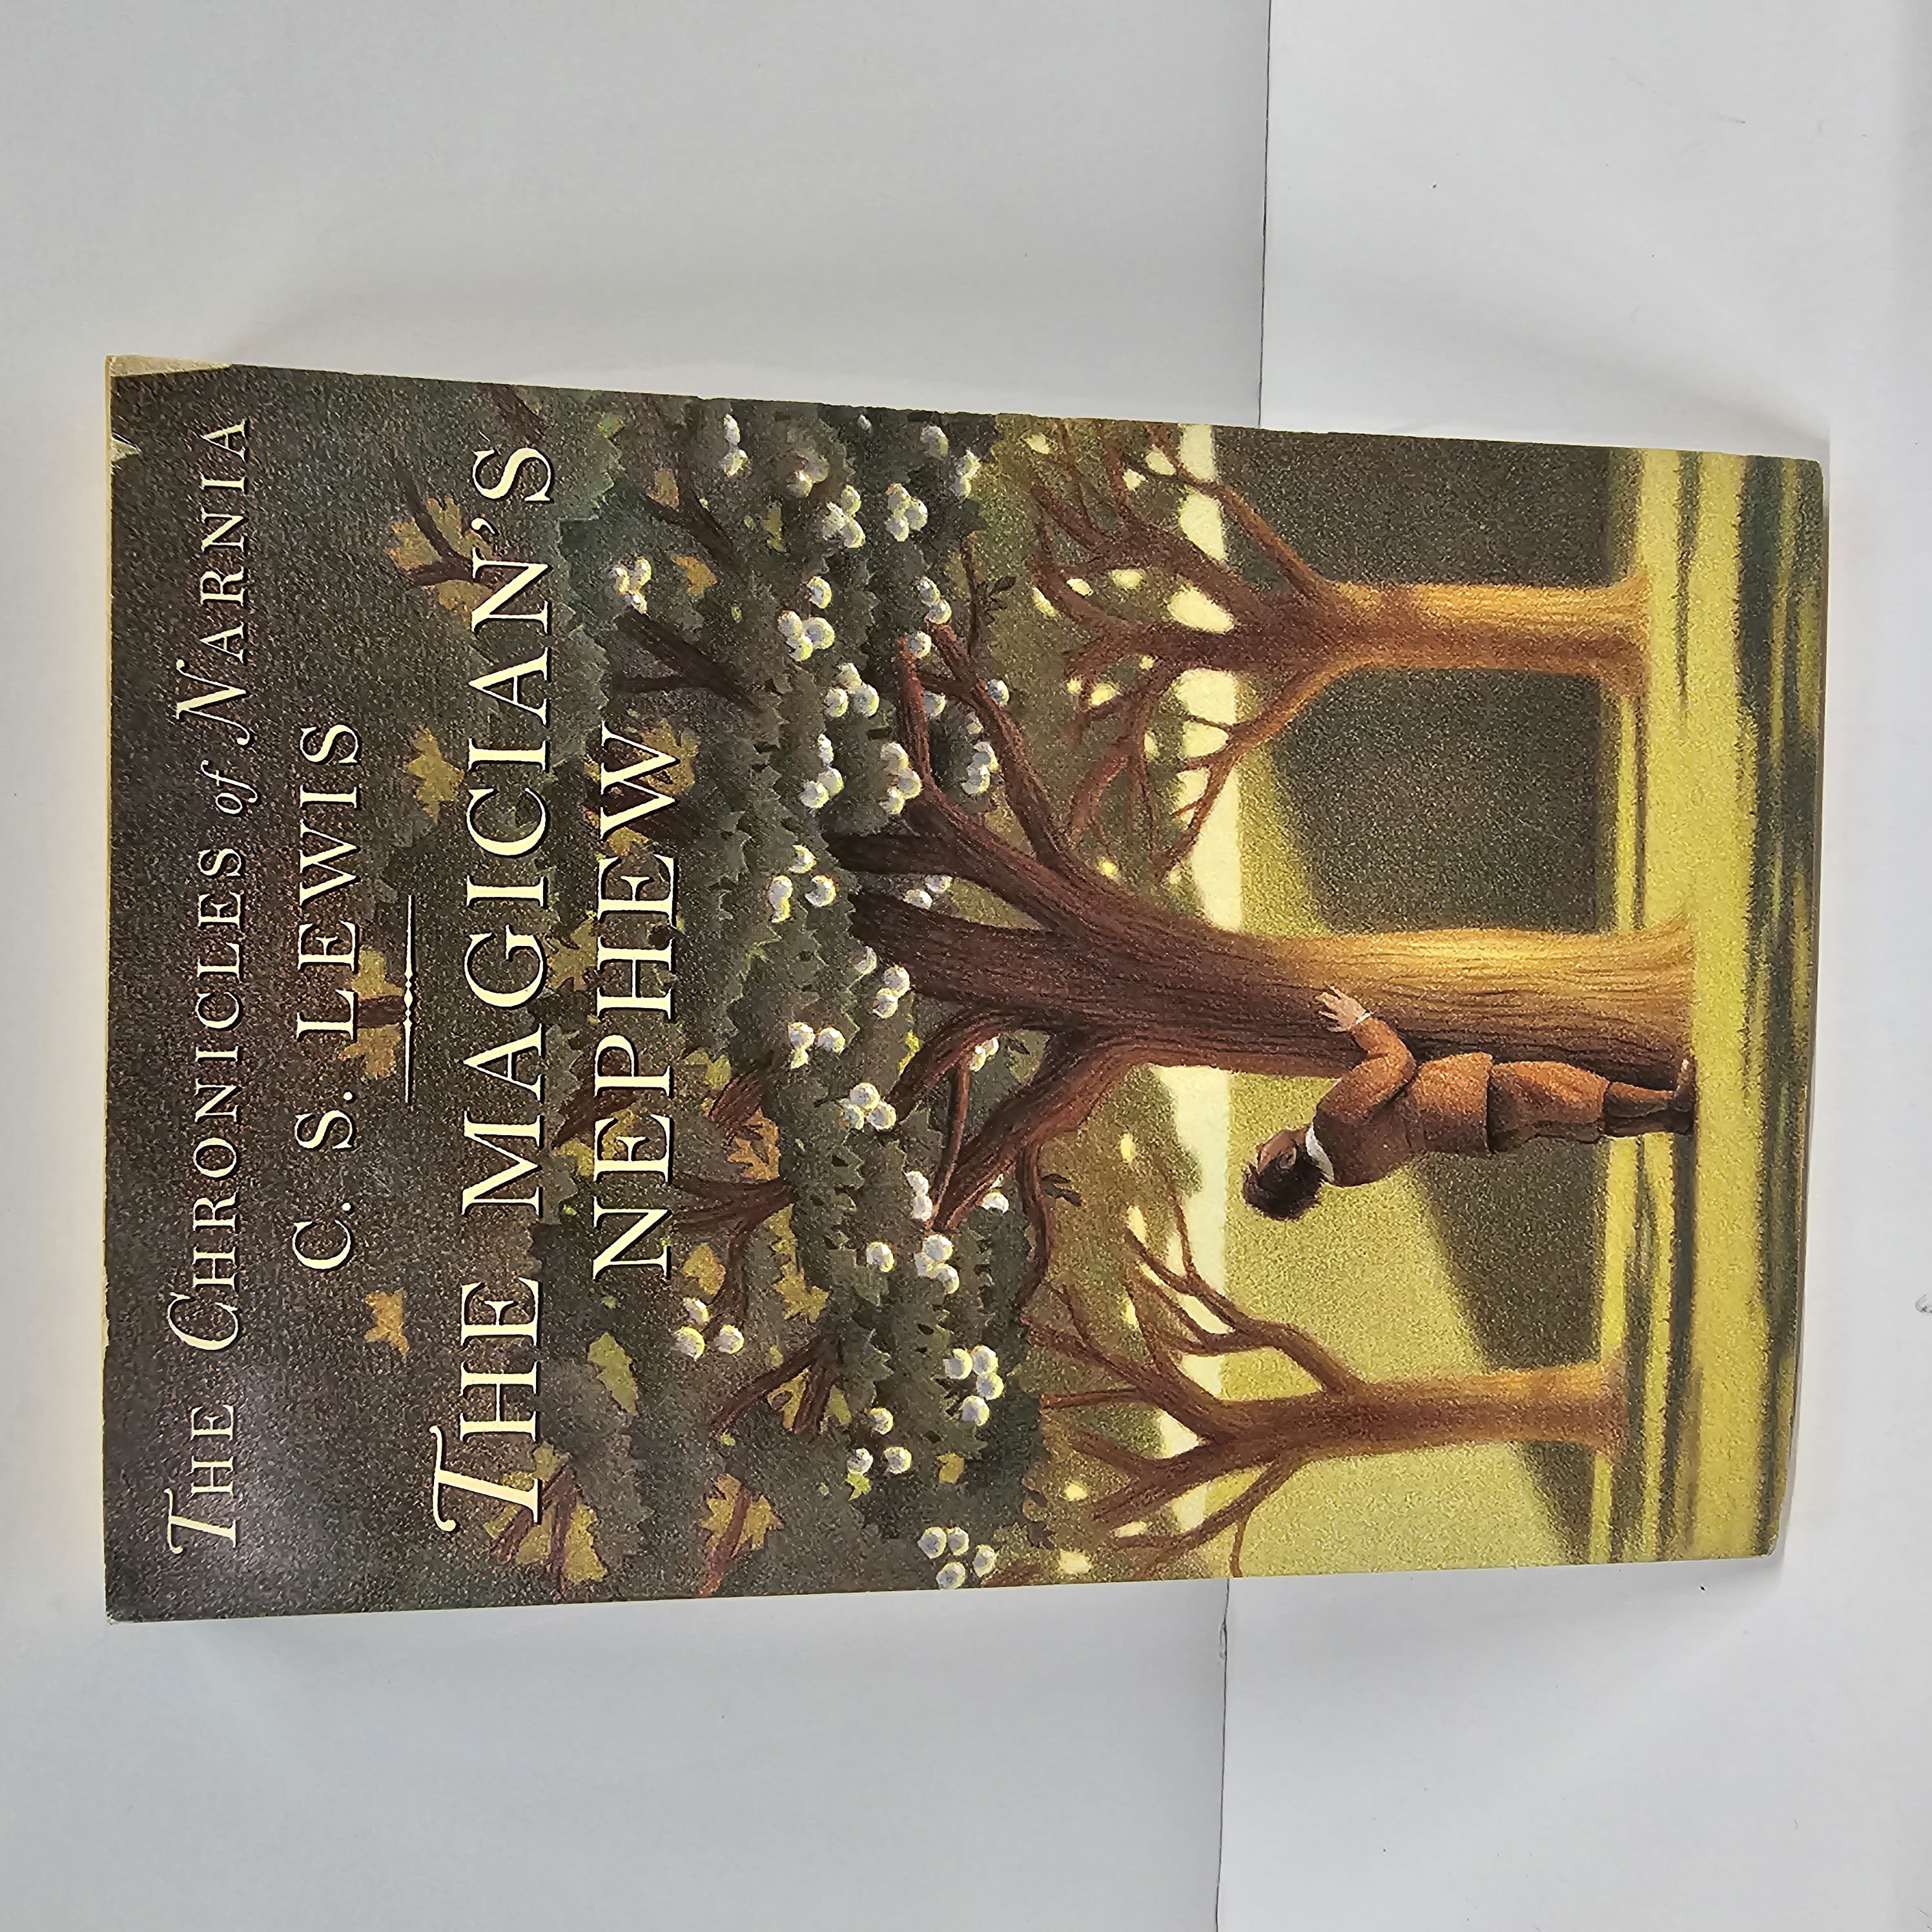 THE CHRONICLES of NARNIA
C. S. LEWIS
THE MAGICIAN'S
NEPHEW